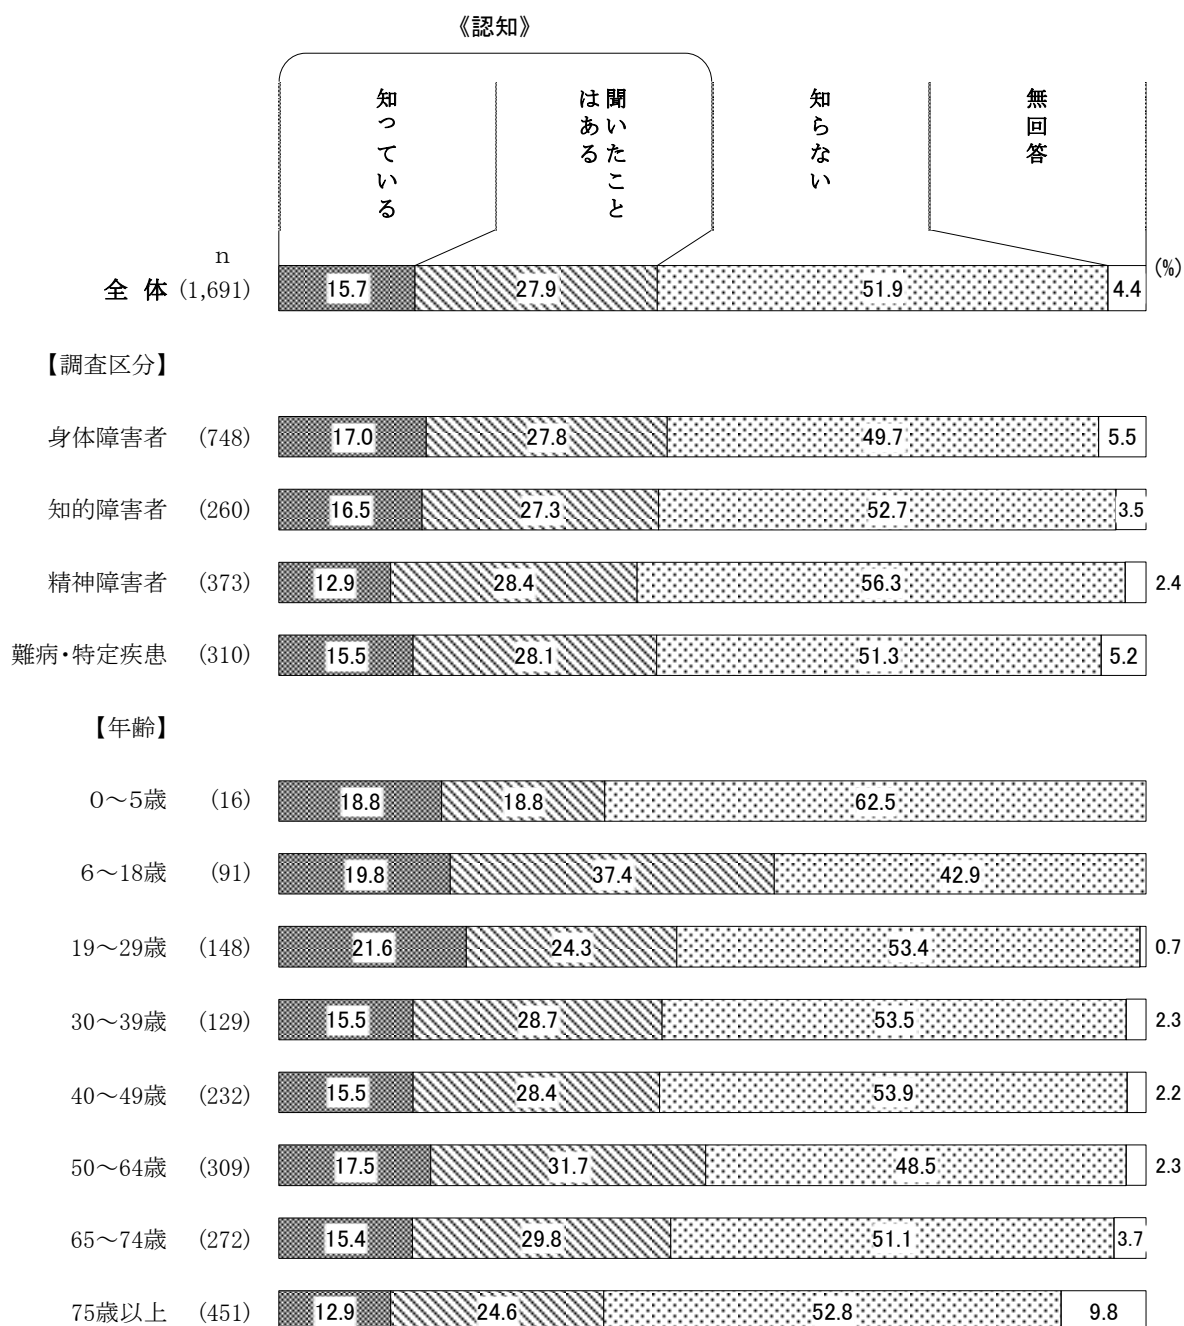 《認知》
知っている
聞いたこと
はある
知らない
無回答
n
(%)
全 体 (1,691) 15.7 27.9 51.9 4.4
【調査区分】
身体障害者 (748) 17.0 27.8 49.7 5.5
知的障害者 (260) 16.5 27.3 52.7 3.5
精神障害者 (373) 12.9 28.4 56.3 2.4
難病・特定疾患 (310) 15.5 28.1 51.3 5.2
【年齢】
0～5歳 (16) 18.8 18.8 62.5
6～18歳 (91) 19.8 37.4 42.9
19～29歳 (148) 21.6 24.3 53.4 0.7
30～39歳 (129) 15.5 28.7 53.5 2.3
40～49歳 (232) 15.5 28.4 53.9 2.2
50～64歳 (309) 17.5 31.7 48.5 2.3
65～74歳 (272) 15.4 29.8 51.1 3.7
75歳以上 (451) 12.9 24.6 52.8 9.8